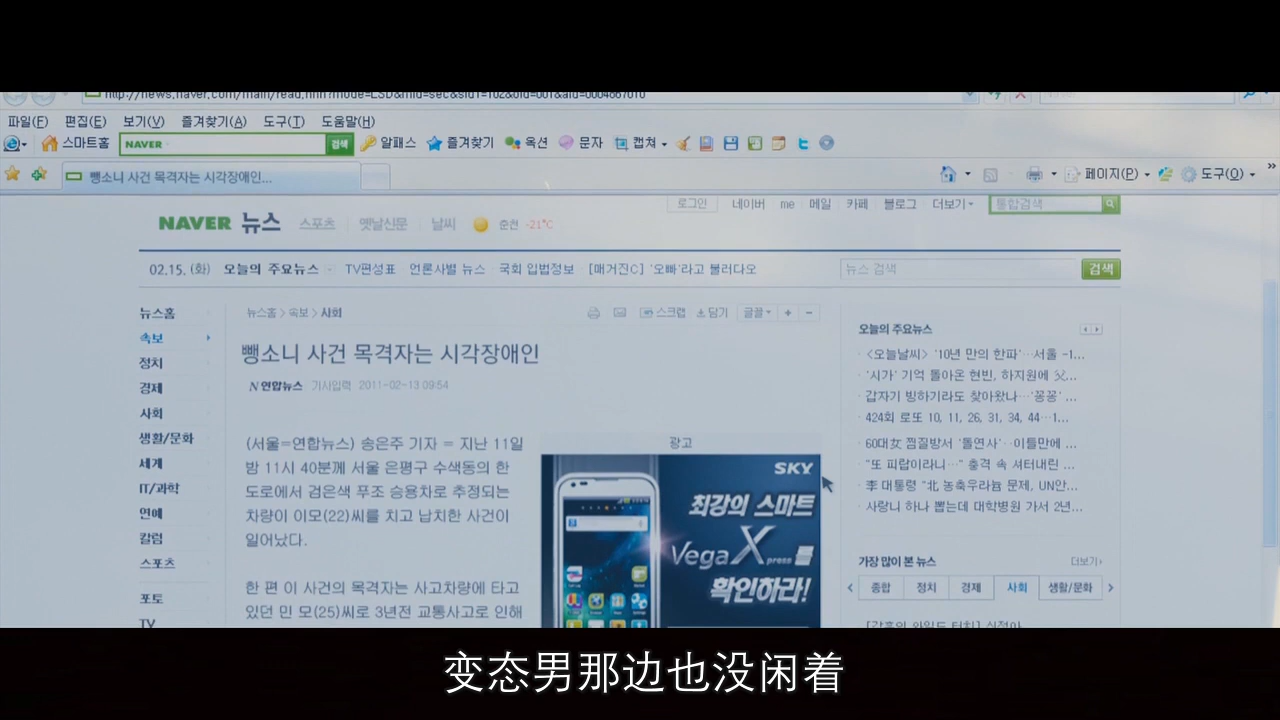 파일(F) 편집(E) 보기(V) 즐겨찾기(A) 도구(T) 도움말(H)
스마트홈 NAVER 검색 알패스 즐겨찾기 옥션 문자 캡쳐
뺑소니 사건 목격자는 시각장애인... 페이지(P) 도구(O)
로그인 네이버 me 메일 카페 블로그 더보기 통합검색
NAVER 뉴스 스포츠 옛날신문 날씨 순천 -21℃
02.15. (화) 오늘의 주요뉴스 TV편성표 언론사별 뉴스 국회 입법정보 [매거진C] '오빠'라고 불러다오 뉴스 검색 검색
뉴스홈
속보
정치
경제
사회
생활/문화
세계
IT/과학
연예
칼럼
스포츠
포토
TV
뉴스홈 > 속보 > 사회 스크랩 담기 글꼴 + -
뺑소니 사건 목격자는 시각장애인
N 연합뉴스 기사입력 2011-02-13 09:54
(서울=연합뉴스) 송은주 기자 = 지난 11일
밤 11시 40분께 서울 은평구 수색동의 한
도로에서 검은색 푸조 승용차로 추정되는
차량이 이모(22)씨를 치고 납치한 사건이
일어났다.
한 편 이 사건의 목격자는 사고차량에 타고
있던 민 모(25)씨로 3년전 교통사고로 인해
광고
SKY
최강의 스마트
Vega X press 를
확인하라!
오늘의 주요뉴스
<오늘날씨> '10년 만의 한파'…서울 -1...
'시가' 기억 돌아온 현빈, 하지원에 父...
갑자기 빙하기라도 찾아왔나…'꽁꽁' ...
424회 로또 10, 11, 26, 31, 34, 44…1...
60대女 찜질방서 '돌연사'‥이틀만에 ...
"또 피랍이라니…" 충격 속 셔터내린 ...
李 대통령 "北 농축우라늄 문제, UN안...
사랑니 하나 뽑는데 대학병원 가서 2년...
가장 많이 본 뉴스 더보기
종합 정치 경제 사회 생활/문화
变态男那边也没闲着